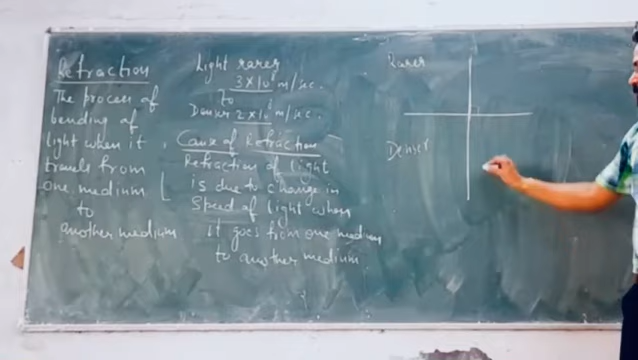 Refraction
The process of
bending of
light when it
travels from
one medium
to
another medium
Light rarer
3×10⁸ m/sec.
to
Denser 2×10⁸ m/sec.
Cause of Refraction
Refraction of light
is due to change in
Speed of light when
it goes from one medium
to another medium
Rarer
Denser